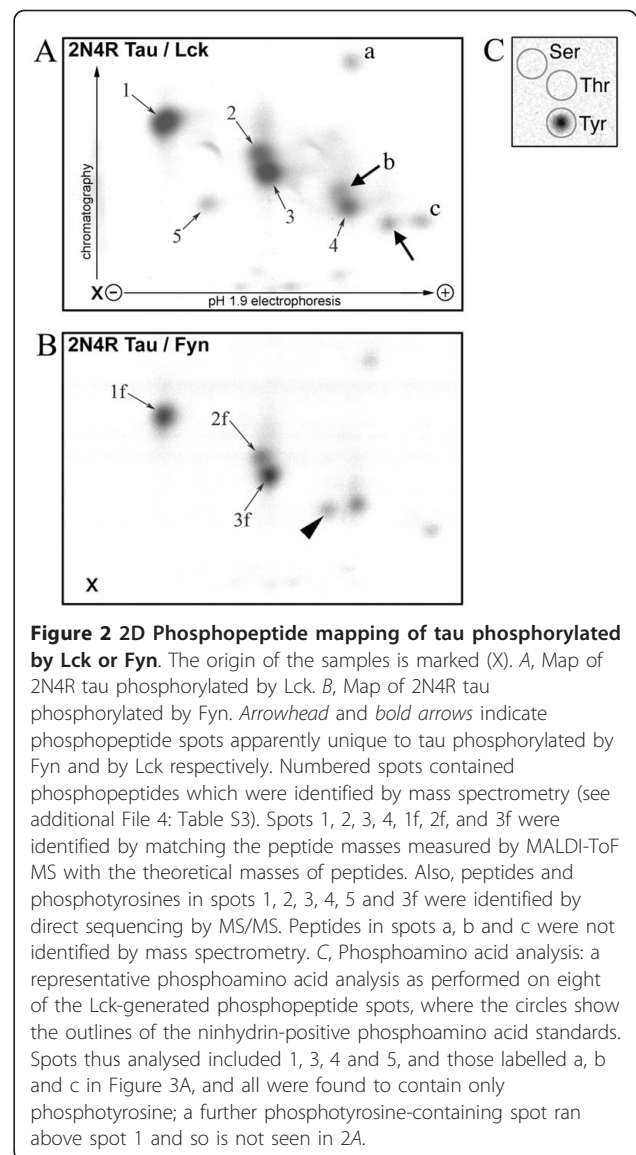 A
2N4R Tau / Lck
a
C
Ser
Thr
Tyr
1
2
b
3
4
c
5
chromatography
X ⊖ pH 1.9 electrophoresis ⊕
B
2N4R Tau / Fyn
1f
2f
3f
X
Figure 2 2D Phosphopeptide mapping of tau phosphorylated
by Lck or Fyn. The origin of the samples is marked (X). A, Map of
2N4R tau phosphorylated by Lck. B, Map of 2N4R tau
phosphorylated by Fyn. Arrowhead and bold arrows indicate
phosphopeptide spots apparently unique to tau phosphorylated by
Fyn and by Lck respectively. Numbered spots contained
phosphopeptides which were identified by mass spectrometry (see
additional File 4: Table S3). Spots 1, 2, 3, 4, 1f, 2f, and 3f were
identified by matching the peptide masses measured by MALDI-ToF
MS with the theoretical masses of peptides. Also, peptides and
phosphotyrosines in spots 1, 2, 3, 4, 5 and 3f were identified by
direct sequencing by MS/MS. Peptides in spots a, b and c were not
identified by mass spectrometry. C, Phosphoamino acid analysis: a
representative phosphoamino acid analysis as performed on eight
of the Lck-generated phosphopeptide spots, where the circles show
the outlines of the ninhydrin-positive phosphoamino acid standards.
Spots thus analysed included 1, 3, 4 and 5, and those labelled a, b
and c in Figure 3A, and all were found to contain only
phosphotyrosine; a further phosphotyrosine-containing spot ran
above spot 1 and so is not seen in 2A.